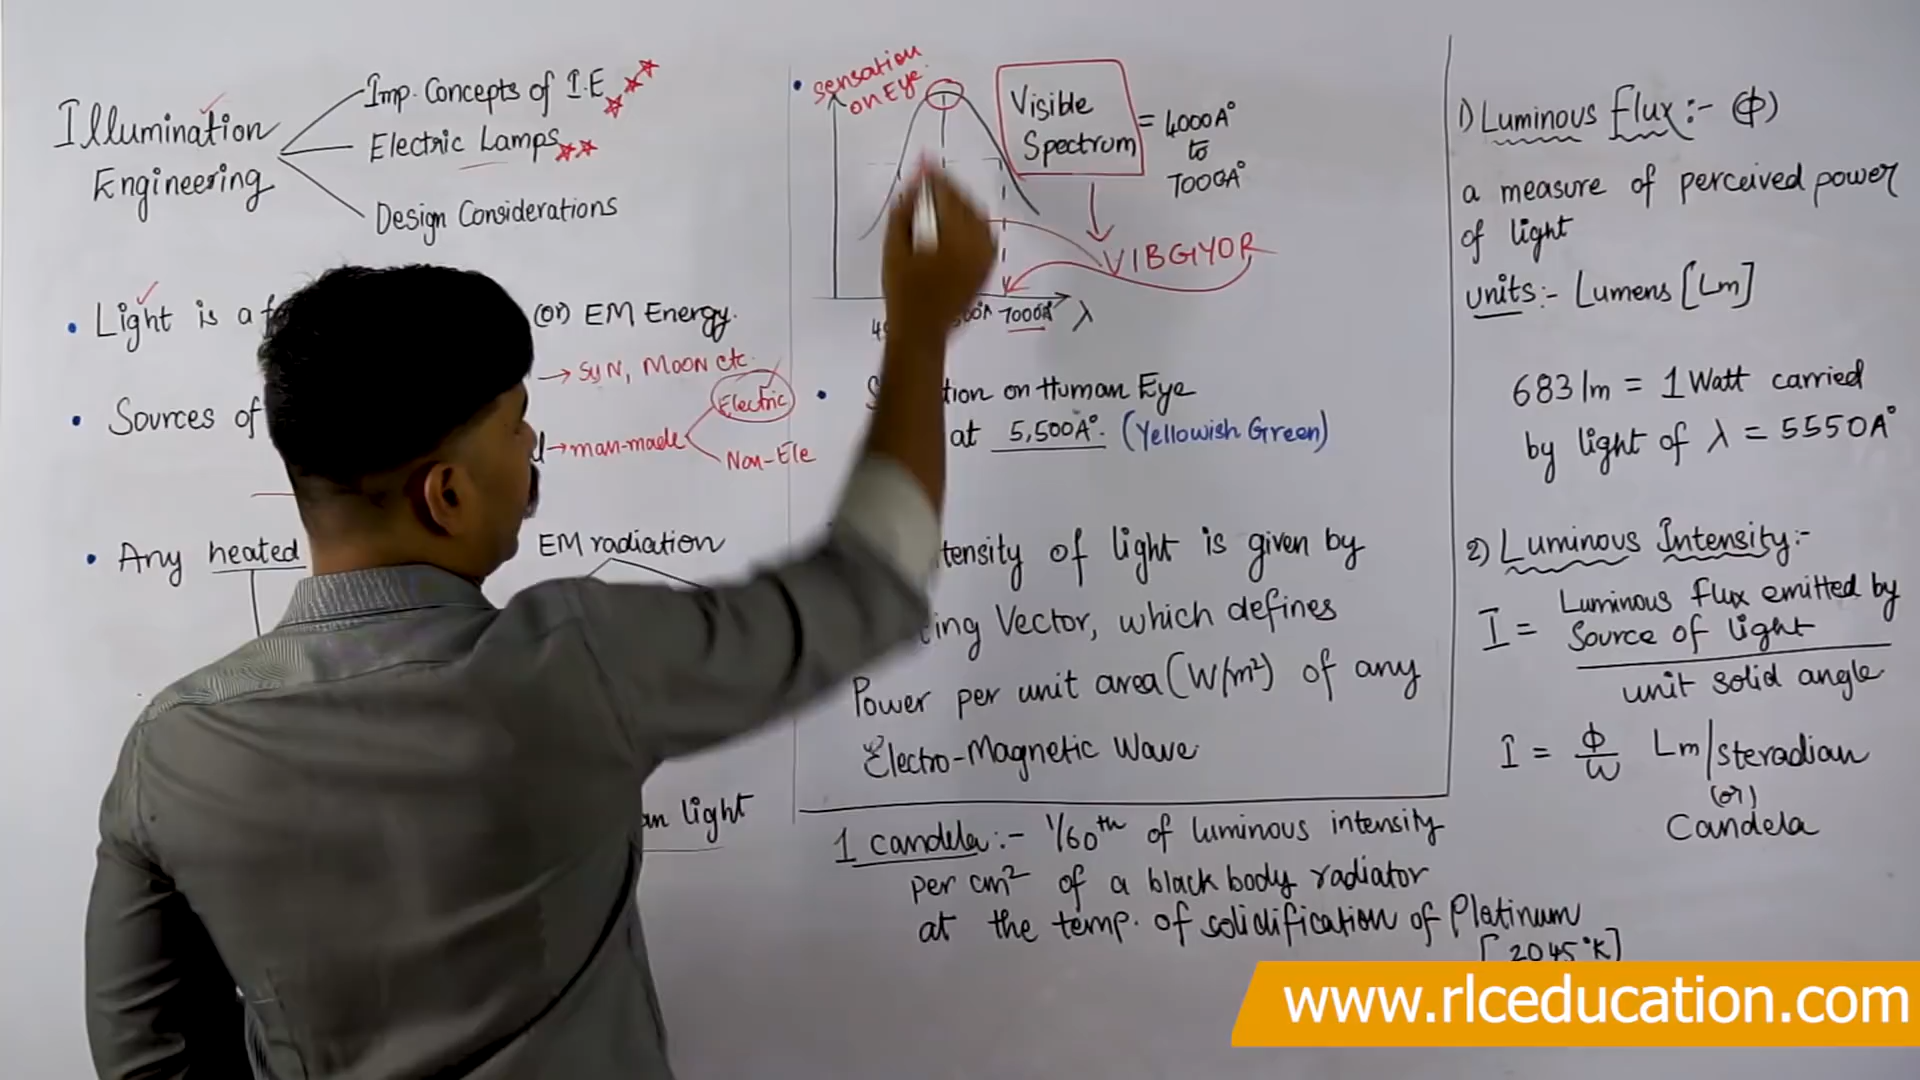 Illumination
Engineering
Imp. Concepts of I.E
Electric Lamps
Design Considerations
• Light is a
(or) EM Energy.
• Sources of
→ SUN, MOON etc.
→ man-made
Electric
Non-Ele
• Any heated
EM radiation
light
• Sensation
on Eye.
Visible
Spectrum
= 4000A°
to
7000A°
VIBGYOR
7000A° λ
• on Human Eye
at 5,500A°. (Yellowish Green)
of light is given by
Vector, which defines
Power per unit area (W/m²) of any
Electro-Magnetic Wave
1 candela:- 1/60th of luminous intensity
per cm² of a black body radiator
at the temp. of solidification of Platinum
[2045°K]
1) Luminous Flux:- (ϕ)
a measure of perceived power
of light
units:- Lumens [Lm]
683 lm = 1 Watt carried
by light of λ = 5550A°
2) Luminous Intensity:-
I = Luminous flux emitted by
Source of light
unit solid angle
I = ϕ/ω Lm/steradian
(or)
Candela
www.rlceducation.com